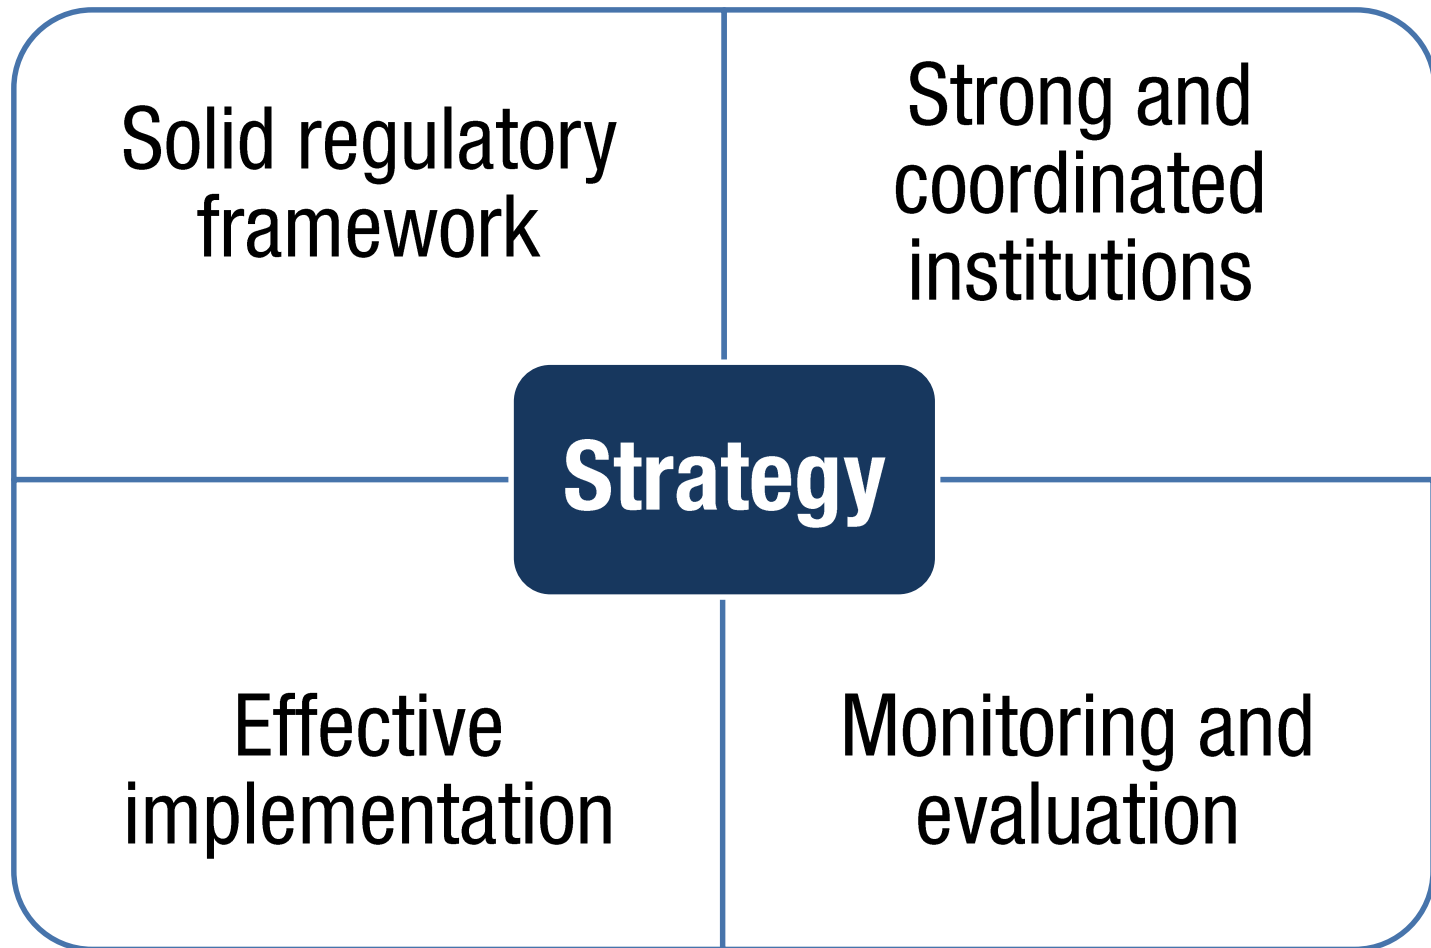 Solid regulatory
framework
Strong and
coordinated
institutions
Strategy
Effective
implementation
Monitoring and
evaluation